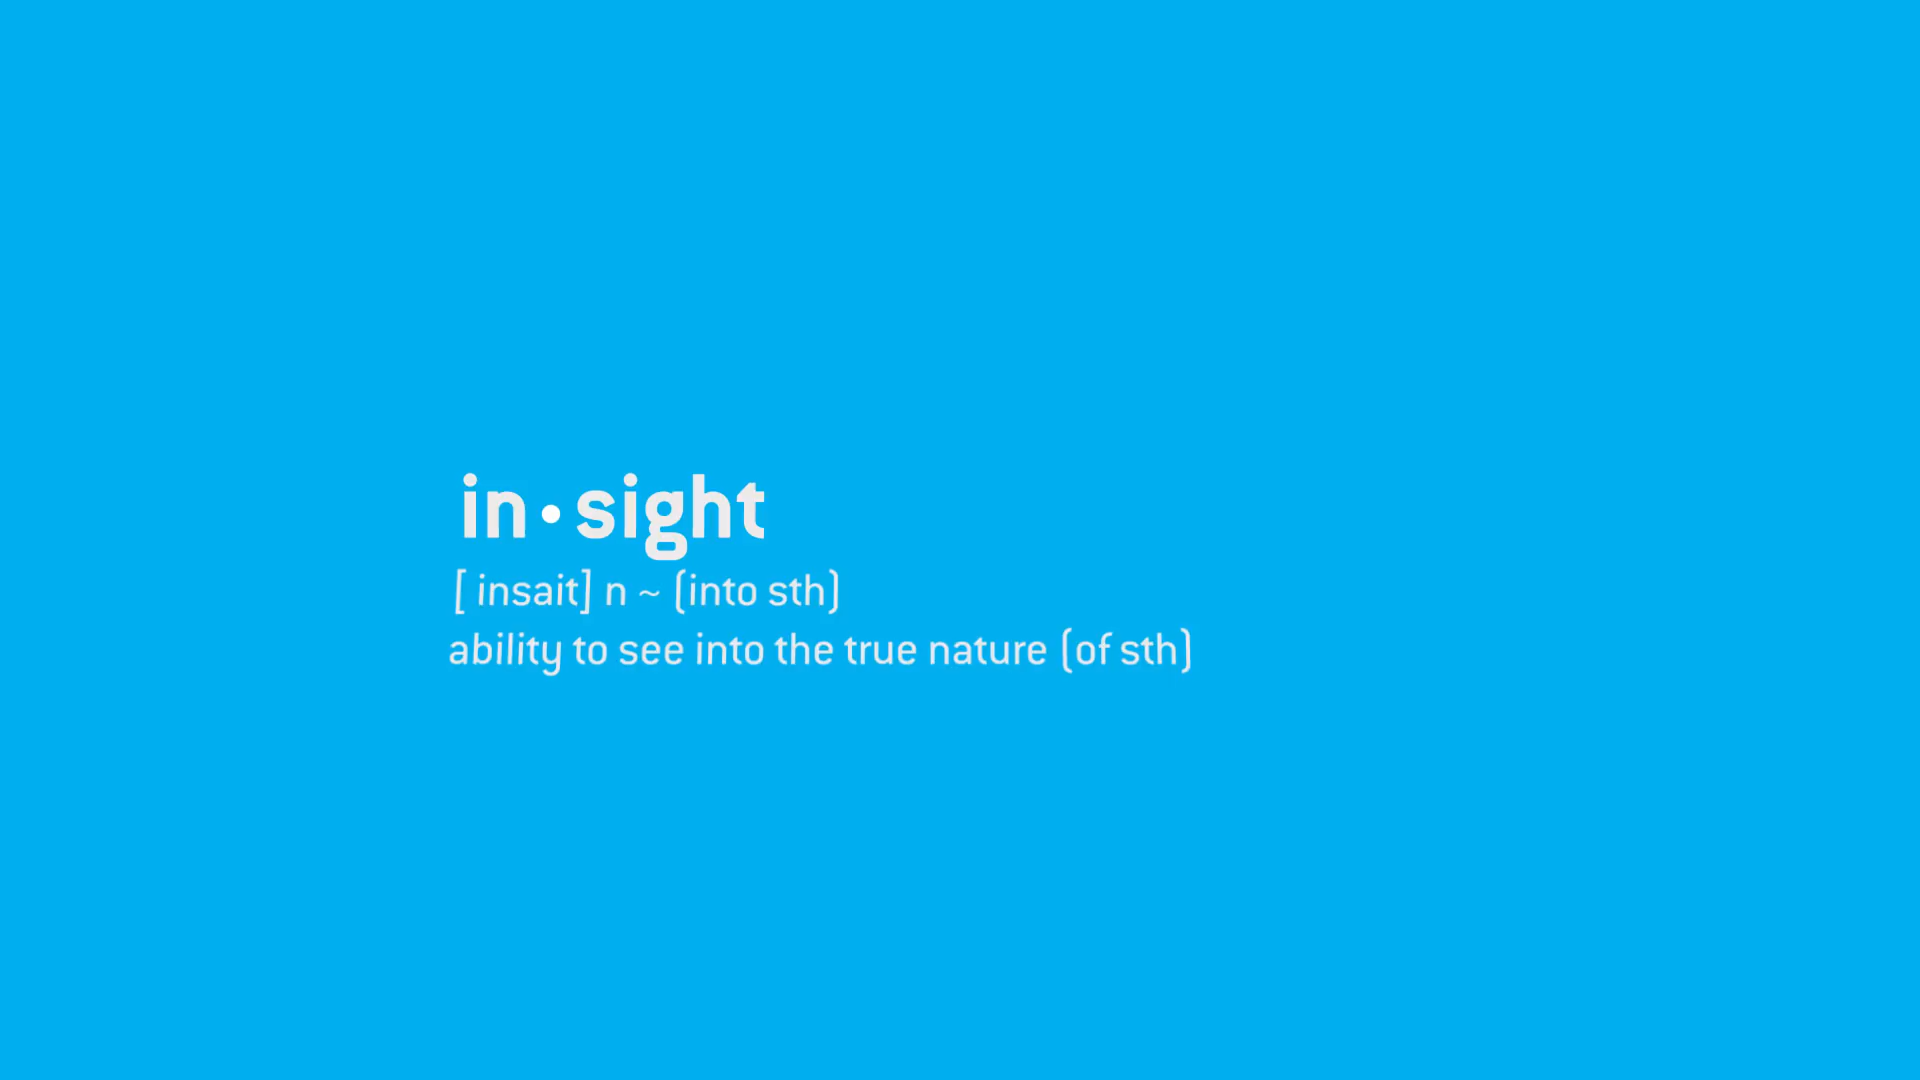 in·sight
[ insait] n ~ (into sth)
ability to see into the true nature (of sth)